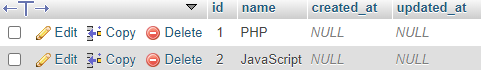 id name created_at updated_at
Edit Copy Delete 1 PHP NULL NULL
Edit Copy Delete 2 JavaScript NULL NULL